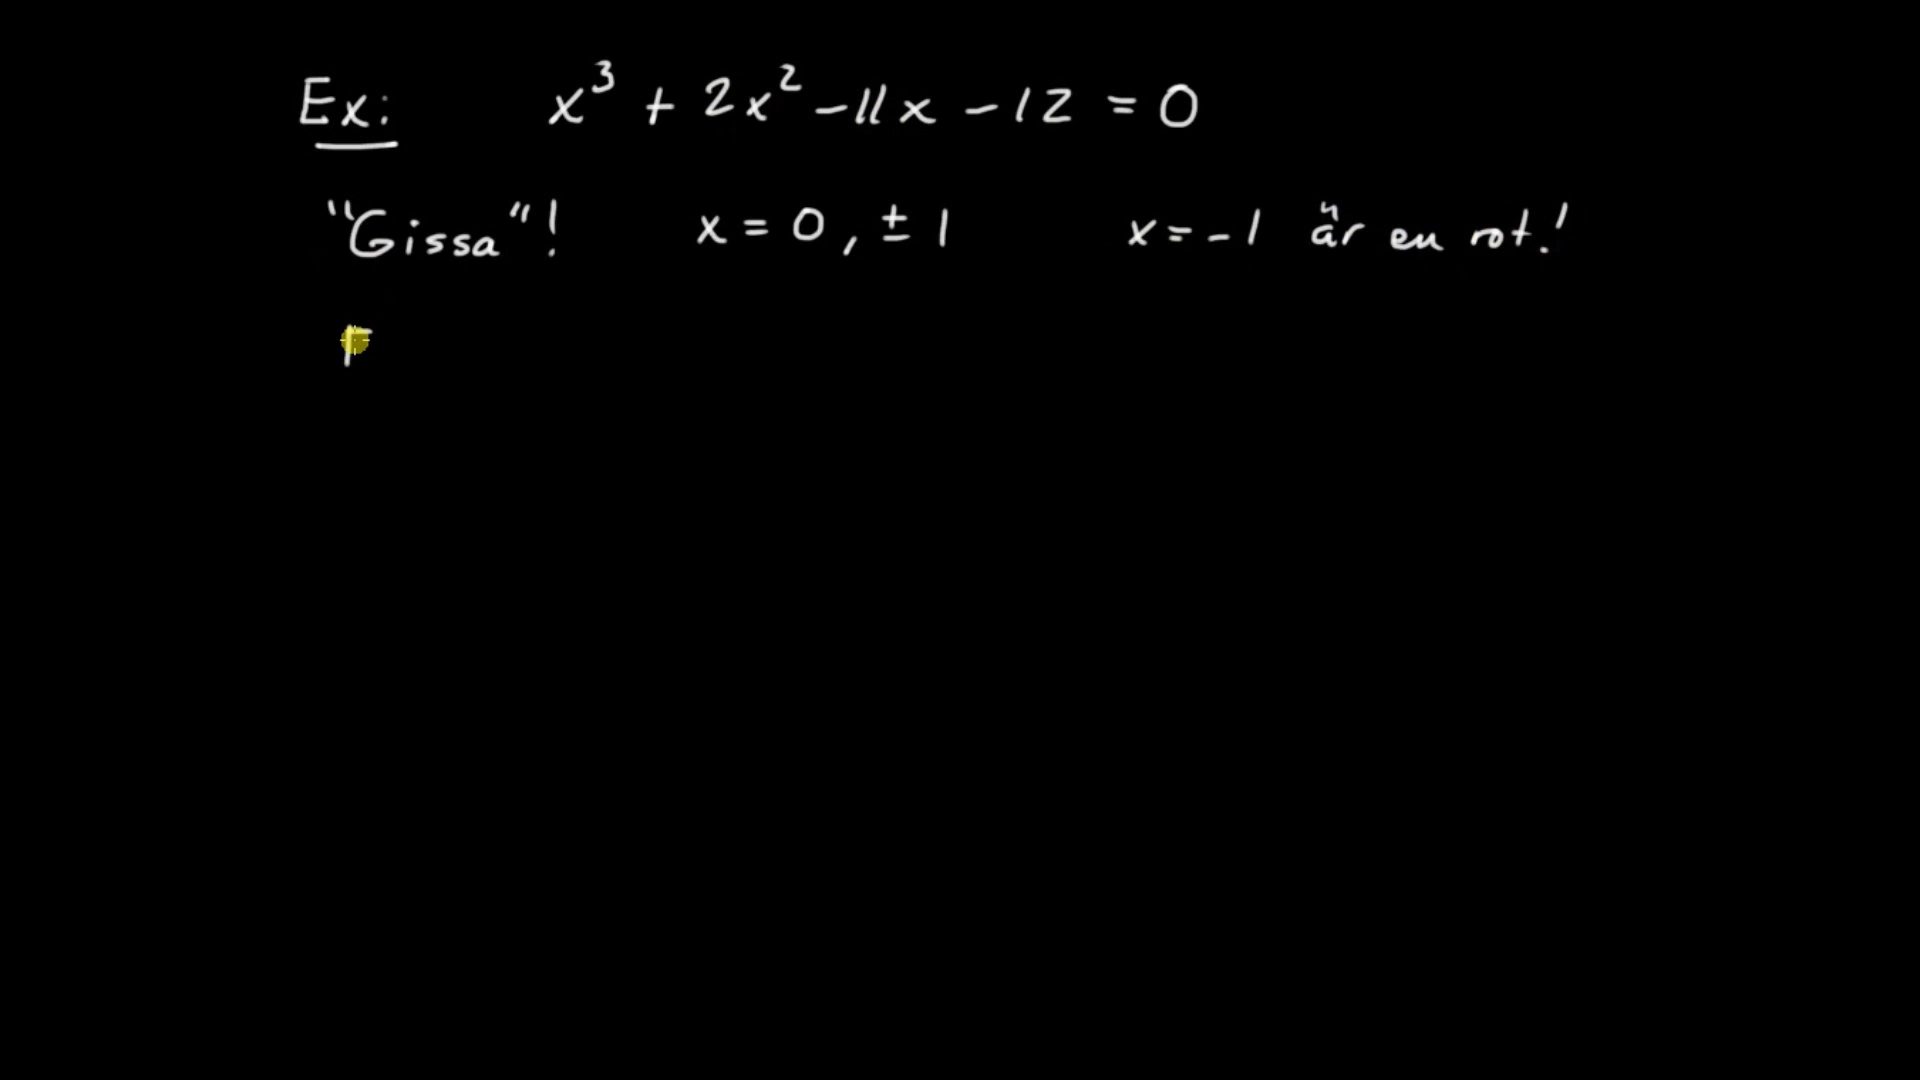 Ex: x³ + 2x² - 11x - 12 = 0
"Gissa"! x = 0, ± 1 x = -1 är en rot!
F